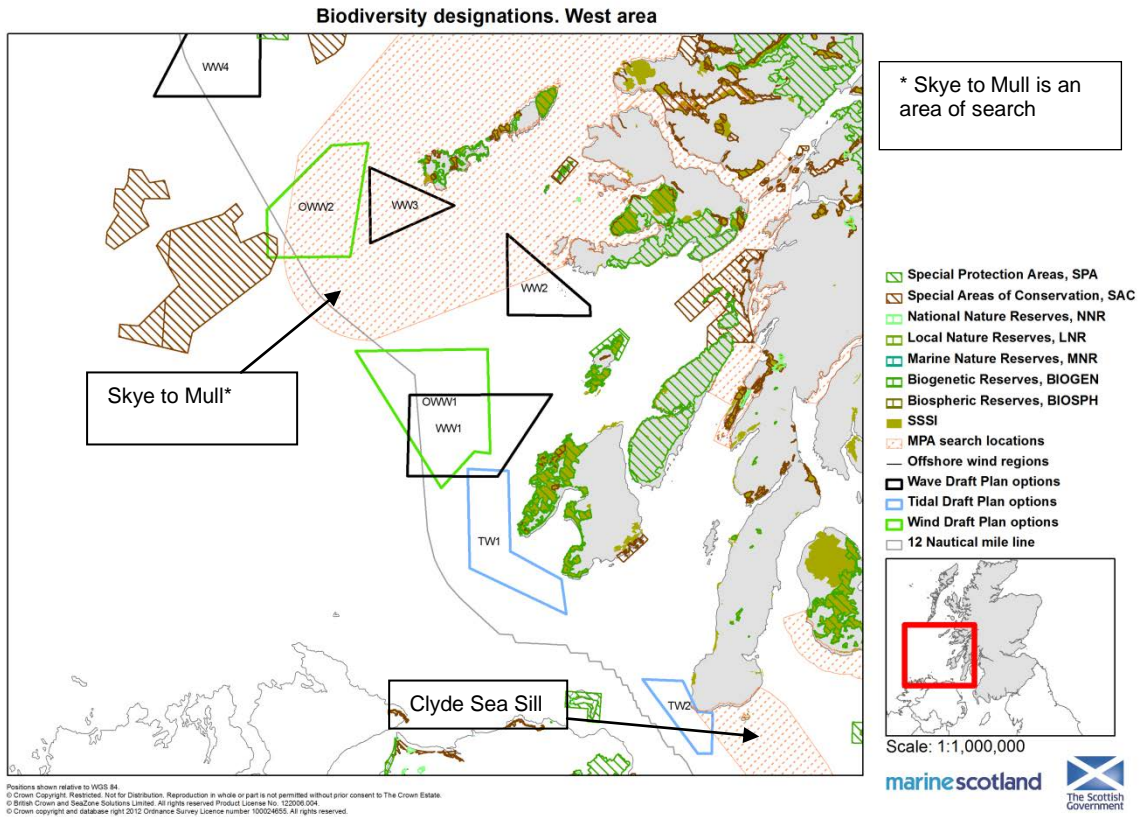 Biodiversity designations. West area
WW4
* Skye to Mull is an
area of search
OWW2
WW3
WW2
Skye to Mull*
OWW1
WW1
TW1
Clyde Sea Sill
TW2
Special Protection Areas, SPA
Special Areas of Conservation, SAC
National Nature Reserves, NNR
Local Nature Reserves, LNR
Marine Nature Reserves, MNR
Biogenetic Reserves, BIOGEN
Biospheric Reserves, BIOSPH
SSSI
MPA search locations
Offshore wind regions
Wave Draft Plan options
Tidal Draft Plan options
Wind Draft Plan options
12 Nautical mile line
Scale: 1:1,000,000
marinescotland
The Scottish
Government
Positions shown relative to WGS 84.
© Crown Copyright. Restricted. Not for Distribution. Reproduction in whole or part is not permitted without prior consent to The Crown Estate.
© British Crown and SeaZone Solutions Limited. All rights reserved Product License No. 122006.004.
© Crown copyright and database right 2012 Ordnance Survey Licence number 100024655. All rights reserved.